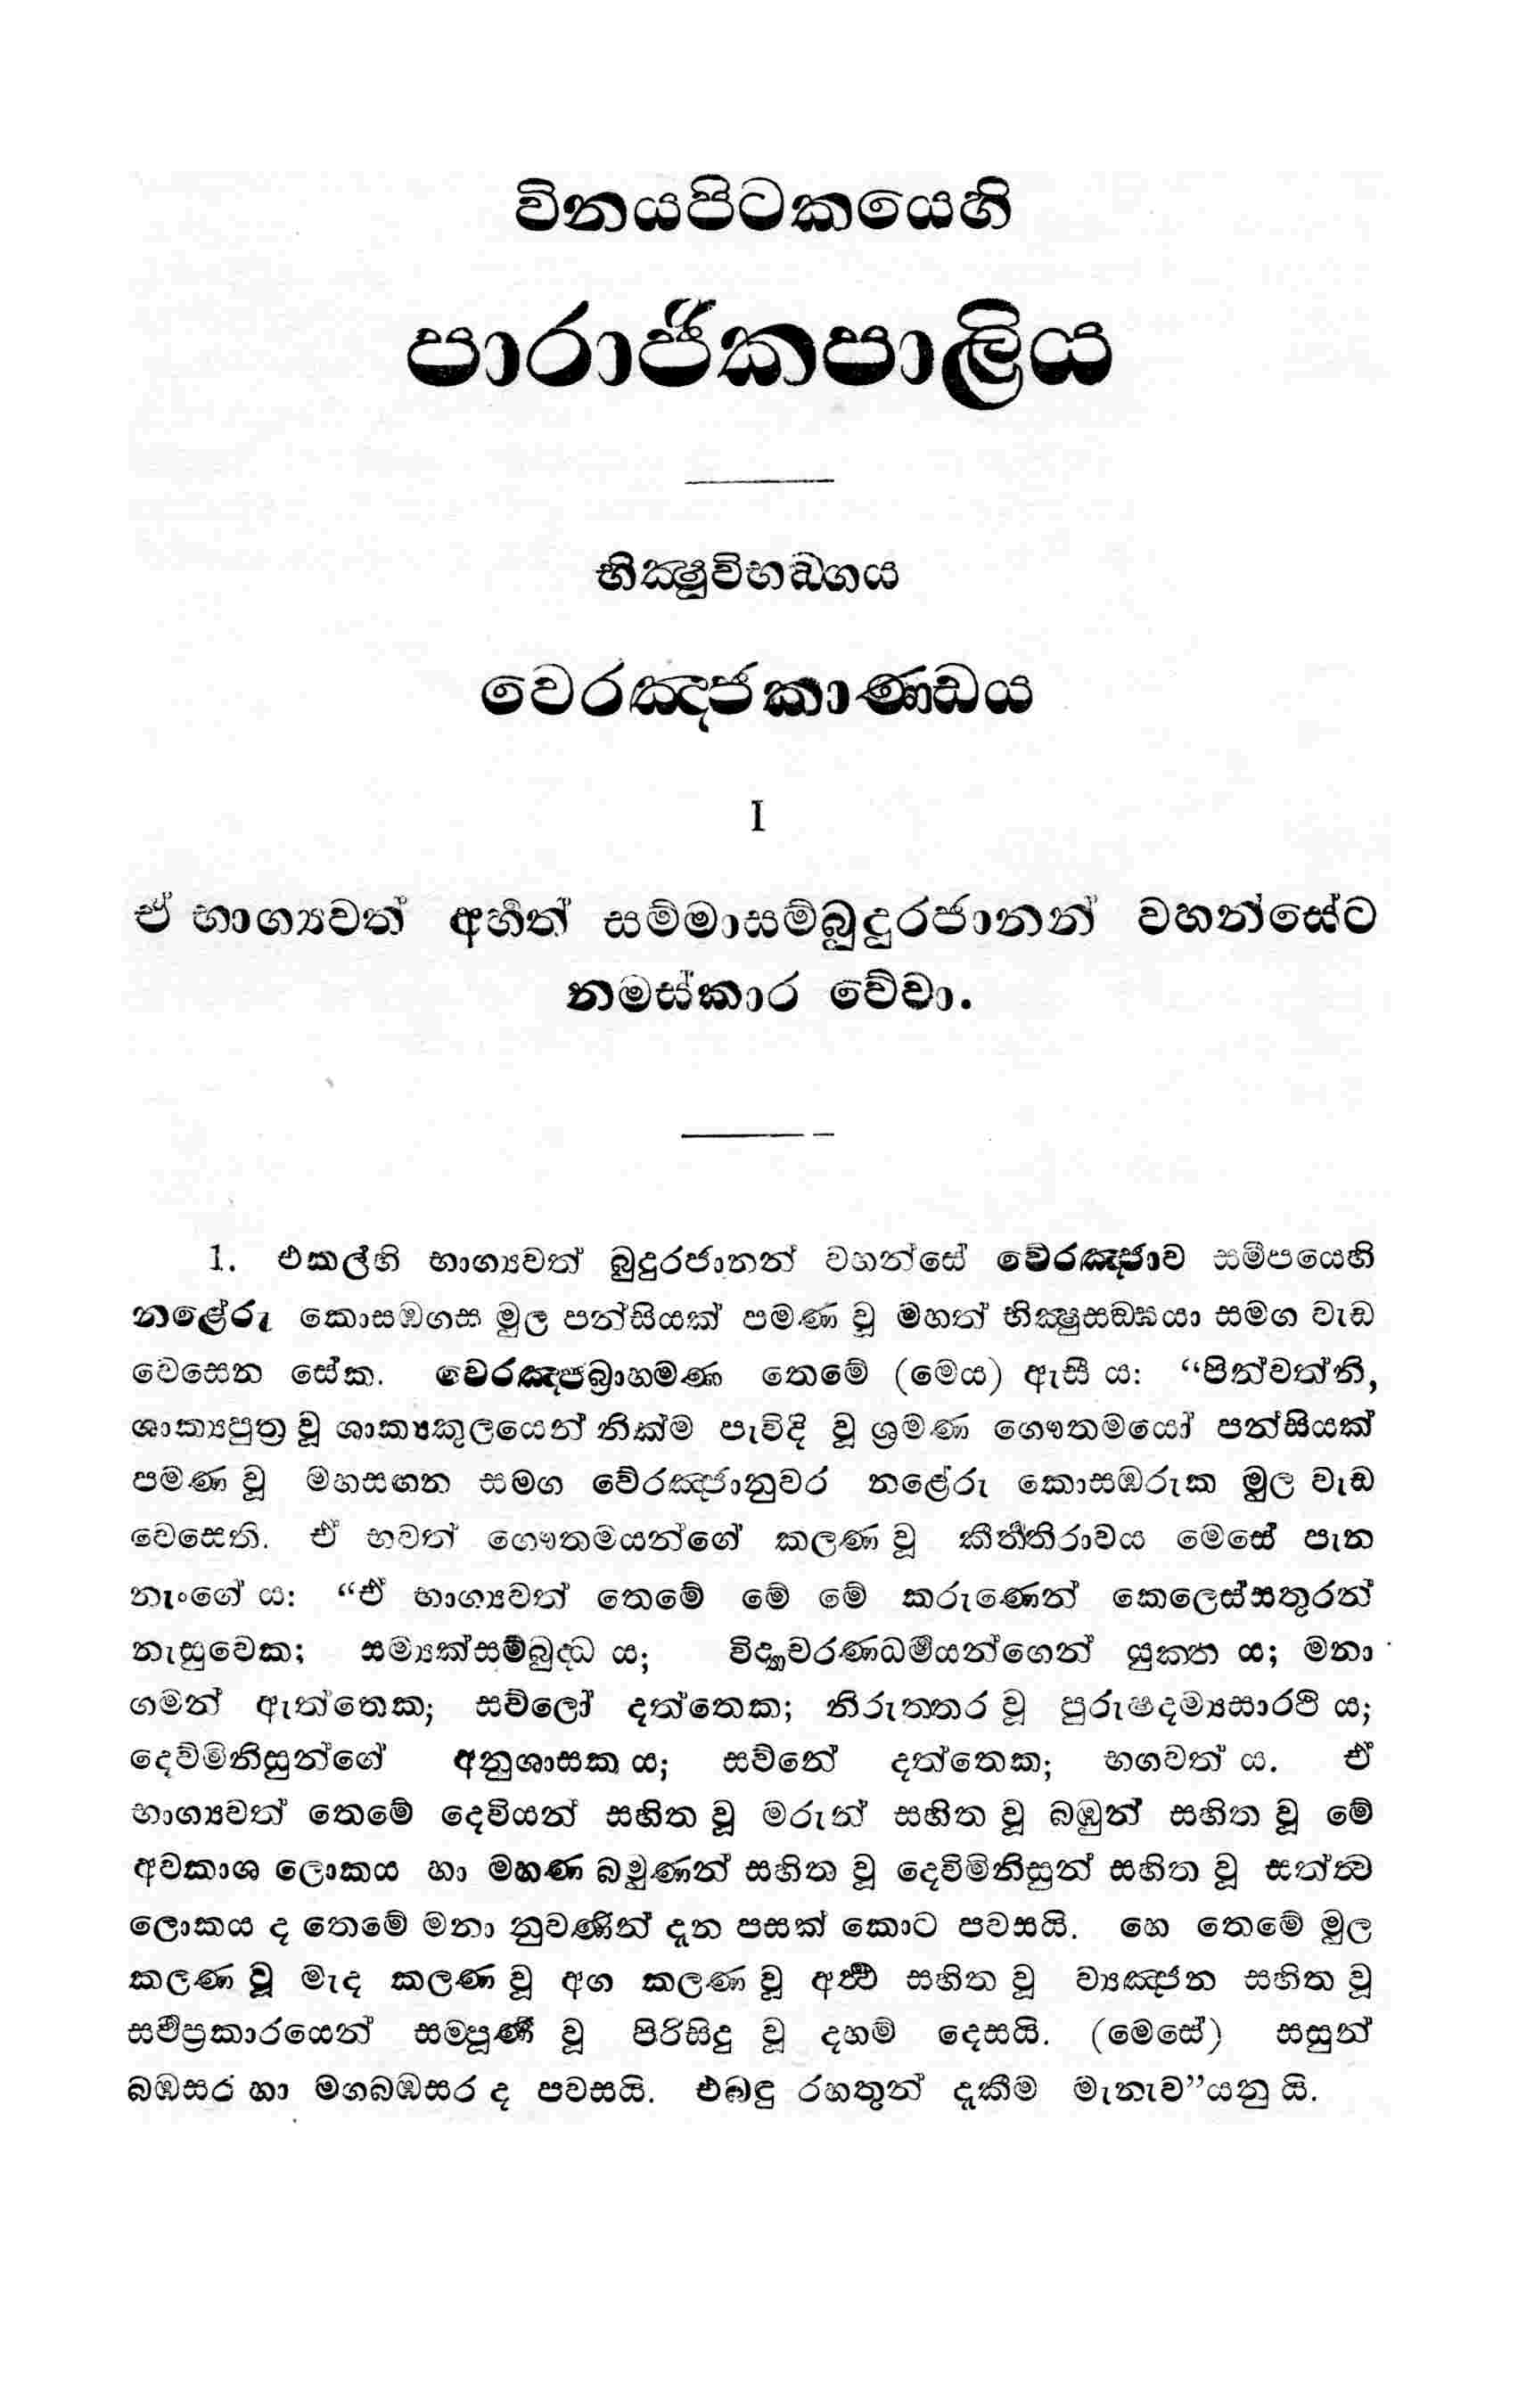 විනයපිටකයෙහි
පාරාජිකපාලිය
භික්‍ෂුවිභඞ්ගය
වෙරඤ්ජකාණ්ඩය
I
ඒ භාග්‍යවත් අර්හත් සම්මාසම්බුදුරජාණන් වහන්සේට
නමස්කාර වේවා.
1. එකල්හි භාග්‍යවත් බුදුරජානන් වහන්සේ වේරඤ්ජාව සමීපයෙහි
නළේරු කොසඹගස මුල පන්සියක් පමණ වූ මහත් භික්‍ෂුසඞ්ඝයා සමග වැඩ
වෙසෙන සේක. වෙරඤ්ජබ්‍රාහමණ තෙමේ (මෙය) ඇසී ය: “පින්වත්නි,
ශාක්‍යපුත්‍ර වූ ශාක්‍යකුලයෙන් නික්ම පැවිදි වූ ශ්‍රමණ ගෞතමයෝ පන්සියක්
පමණ වූ මහසඟන සමග වේරඤ්ජානුවර නළේරු කොසඹරුක මුල වැඩ
වෙසෙති. ඒ භවත් ගෞතමයන්ගේ කලණ වූ කීර්තිරාවය මෙසේ පැන
නැංගේ ය: “ඒ භාග්‍යවත් තෙමේ මේ මේ කරුණෙන් කෙලෙස්සතුරන්
නැසුවෙක; සම්‍යක්සම්බුද්ධ ය; විද්‍යාචරණධර්මයන්ගෙන් යුක්ත ය; මනා
ගමන් ඇත්තෙක; සව්ලෝ දත්තෙක; නිරුත්තර වූ පුරුෂදම්‍යසාරථි ය;
දෙව්මිනිසුන්ගේ අනුශාසක ය; සව්නේ දත්තෙක; භගවත් ය. ඒ
භාග්‍යවත් තෙමේ දෙවියන් සහිත වූ මරුන් සහිත වූ බඹුන් සහිත වූ මේ
අවකාශ ලොකය හා මහණ බමුණන් සහිත වූ දෙවිමිනිසුන් සහිත වූ සත්ත්ව
ලොකය ද තෙමේ මනා නුවණින් දැන පසක් කොට පවසයි. හෙ තෙමේ මුල
කලණ වූ මැද කලණ වූ අග කලණ වූ අර්ථ සහිත වූ ව්‍යඤ්ජන සහිත වූ
සර්වප්‍රකාරයෙන් සම්පූර්ණ වූ පිරිසිදු වූ දහම් දෙසයි. (මෙසේ) සසුන්
බඹසර හා මගබඹසර ද පවසයි. එබඳු රහතුන් දැකීම මැනැව”යනු යි.